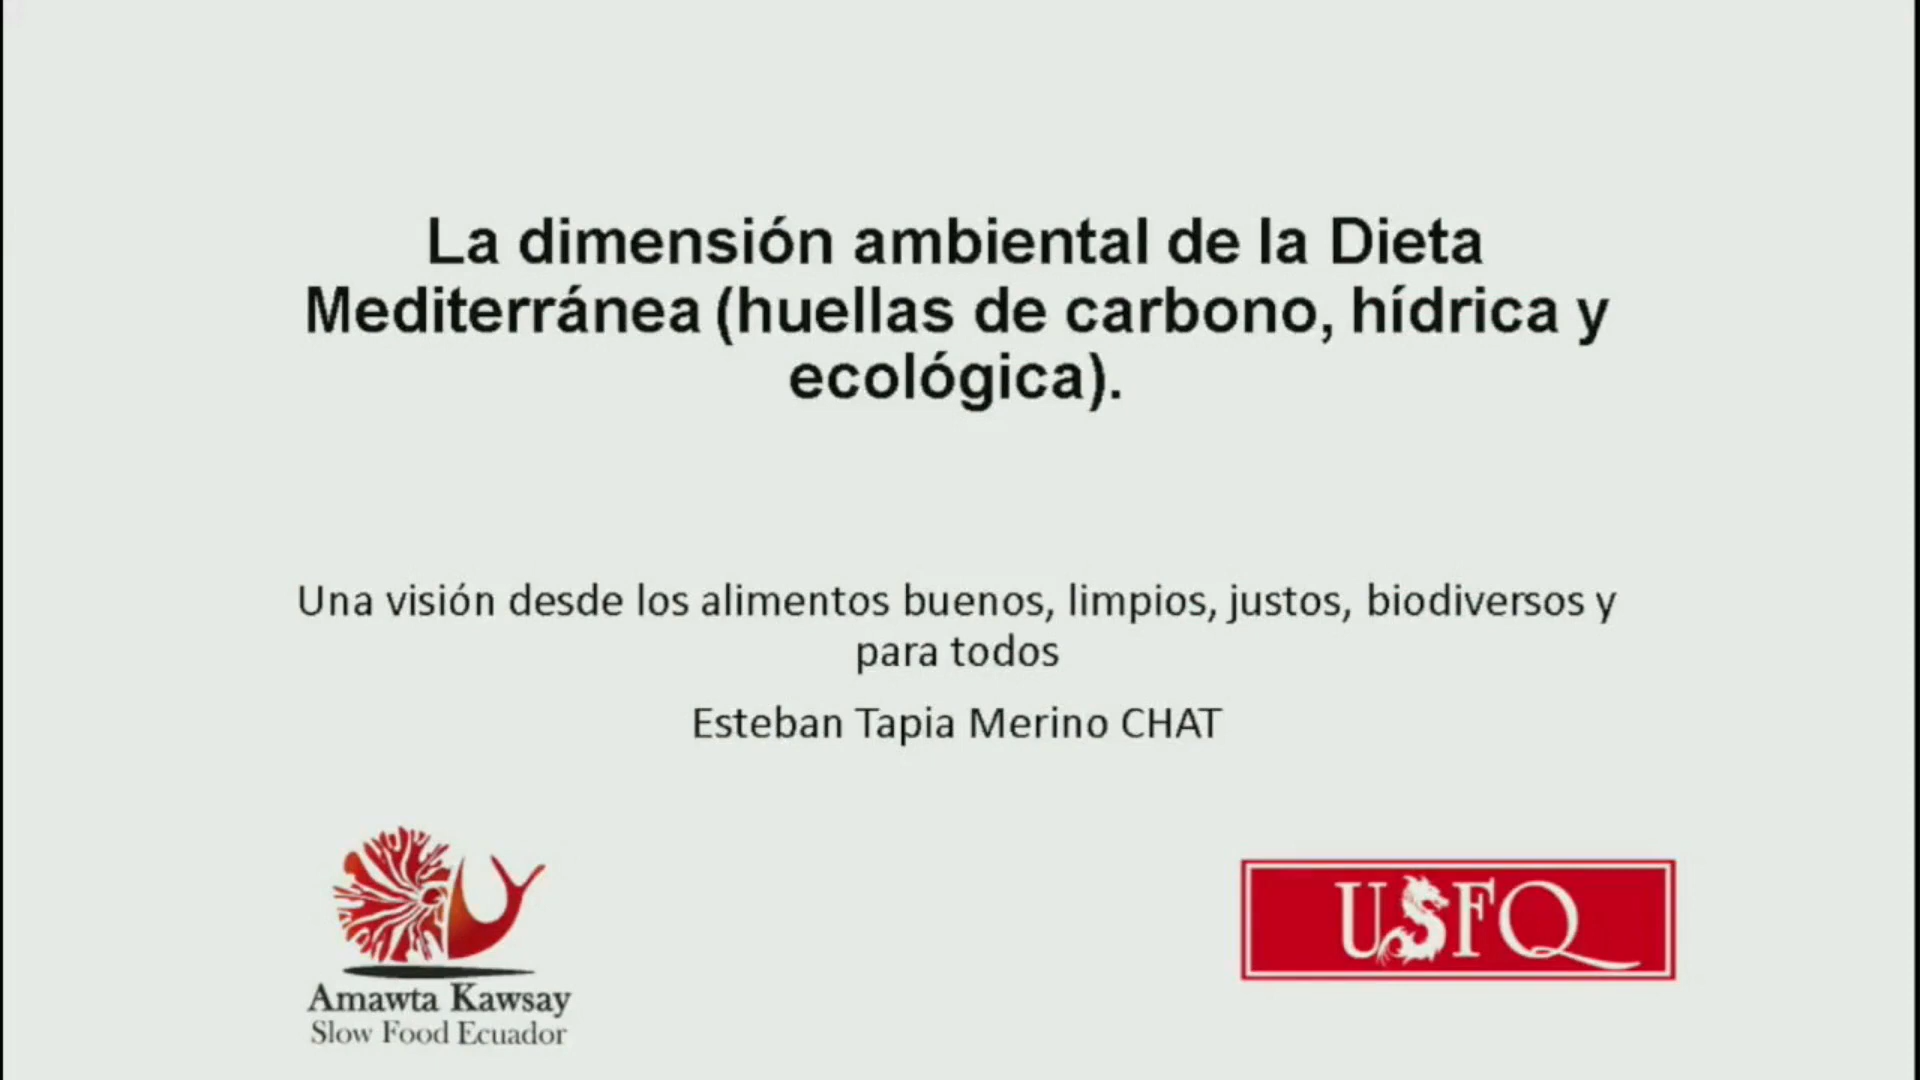 La dimensión ambiental de la Dieta
Mediterránea (huellas de carbono, hídrica y
ecológica).
Una visión desde los alimentos buenos, limpios, justos, biodiversos y
para todos
Esteban Tapia Merino CHAT
Amawta Kawsay
Slow Food Ecuador
USFQ